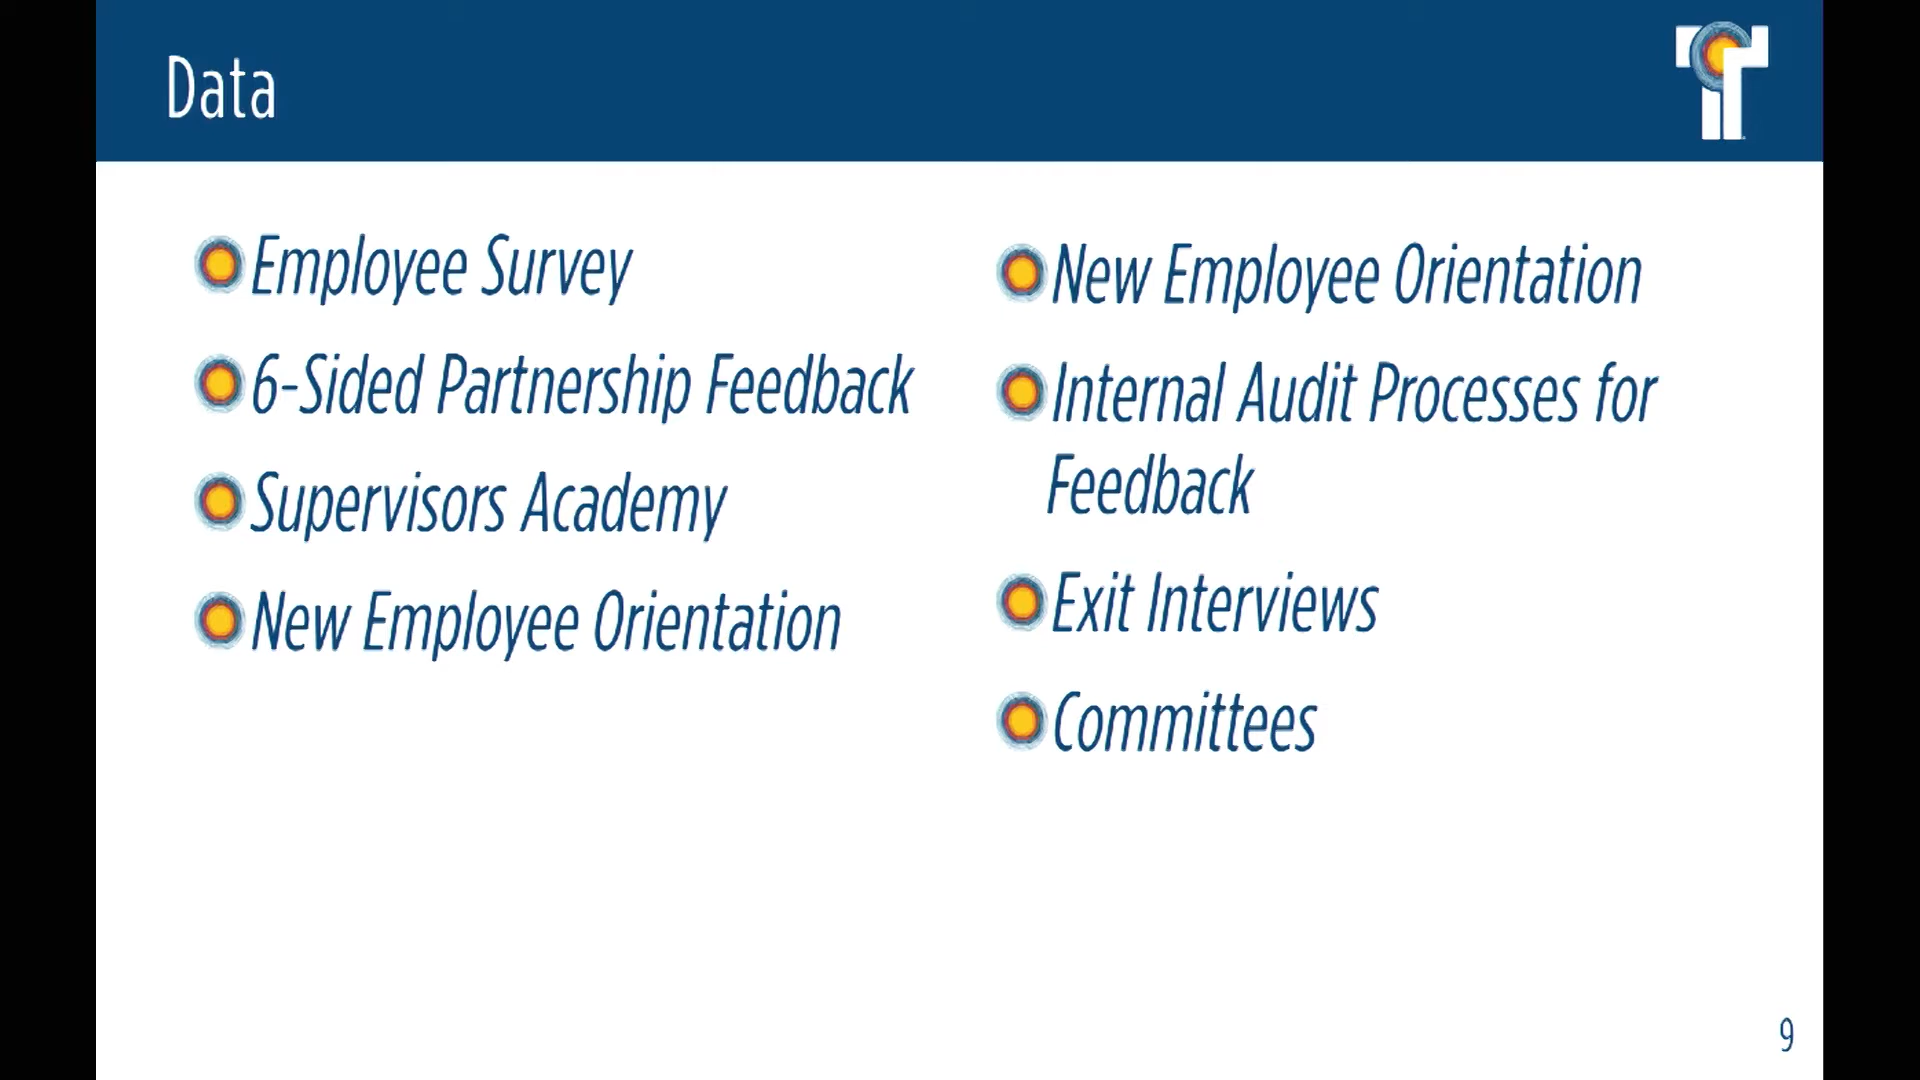 Data
Employee Survey
6-Sided Partnership Feedback
Supervisors Academy
New Employee Orientation
New Employee Orientation
Internal Audit Processes for
Feedback
Exit Interviews
Committees
9